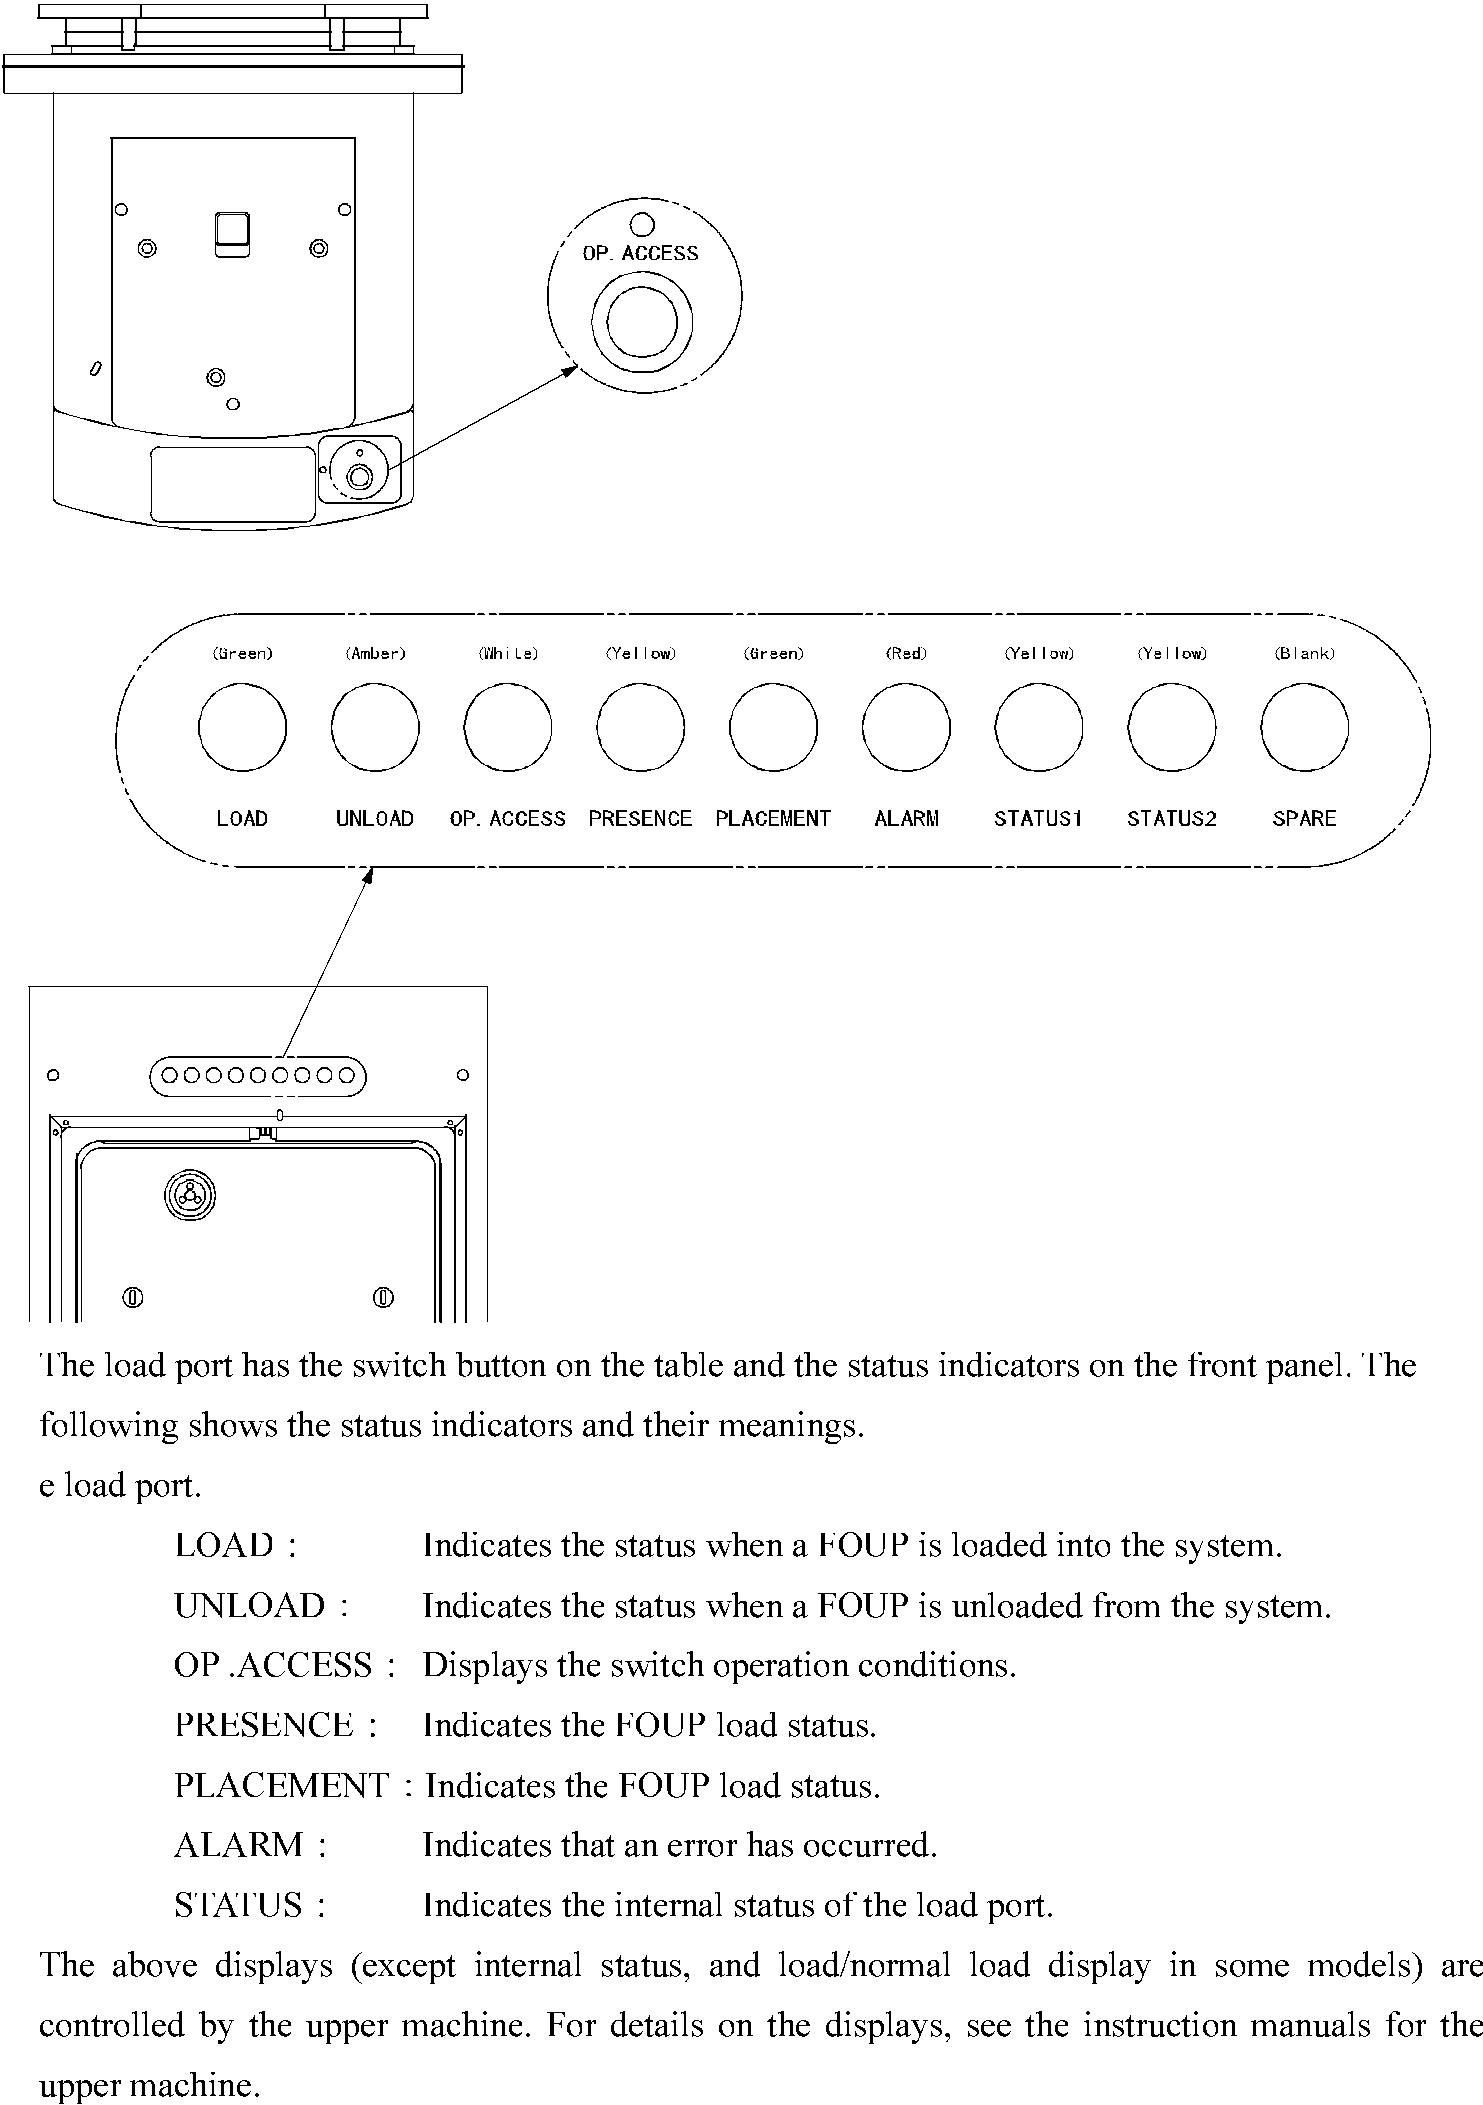 OP. ACCESS
(Green) (Amber) (White) (Yellow) (Green) (Red) (Yellow) (Yellow) (Blank)
LOAD UNLOAD OP. ACCESS PRESENCE PLACEMENT ALARM STATUS1 STATUS2 SPARE
The load port has the switch button on the table and the status indicators on the front panel. The
following shows the status indicators and their meanings.
e load port.
LOAD : Indicates the status when a FOUP is loaded into the system.
UNLOAD : Indicates the status when a FOUP is unloaded from the system.
OP .ACCESS : Displays the switch operation conditions.
PRESENCE : Indicates the FOUP load status.
PLACEMENT : Indicates the FOUP load status.
ALARM : Indicates that an error has occurred.
STATUS : Indicates the internal status of the load port.
The above displays (except internal status, and load/normal load display in some models) are
controlled by the upper machine. For details on the displays, see the instruction manuals for the
upper machine.